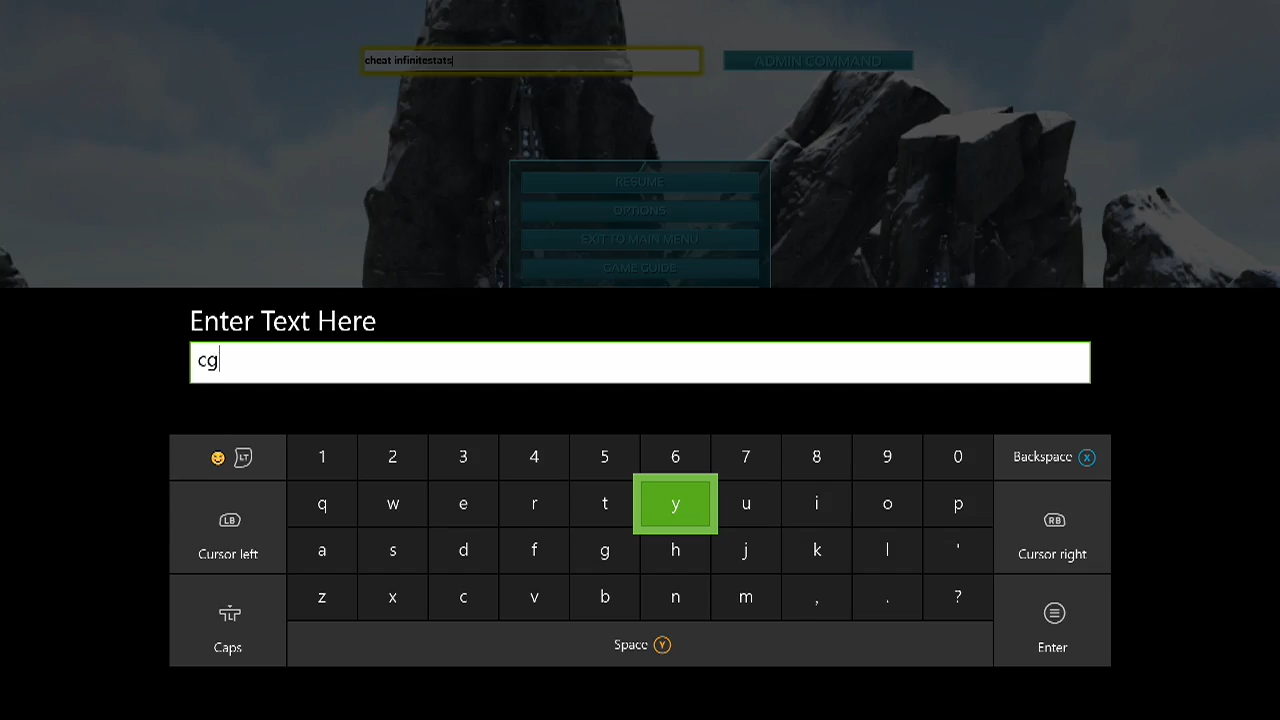 cheat infinitestats
ADMIN COMMAND
RESUME
OPTIONS
EXIT TO MAIN MENU
GAME GUIDE
Enter Text Here
cg
LT 1 2 3 4 5 6 7 8 9 0 Backspace X
q w e r t y u i o p
LB RB
Cursor left a s d f g h j k l ' Cursor right
z x c v b n m , . ?
LT
Caps Space Y Enter